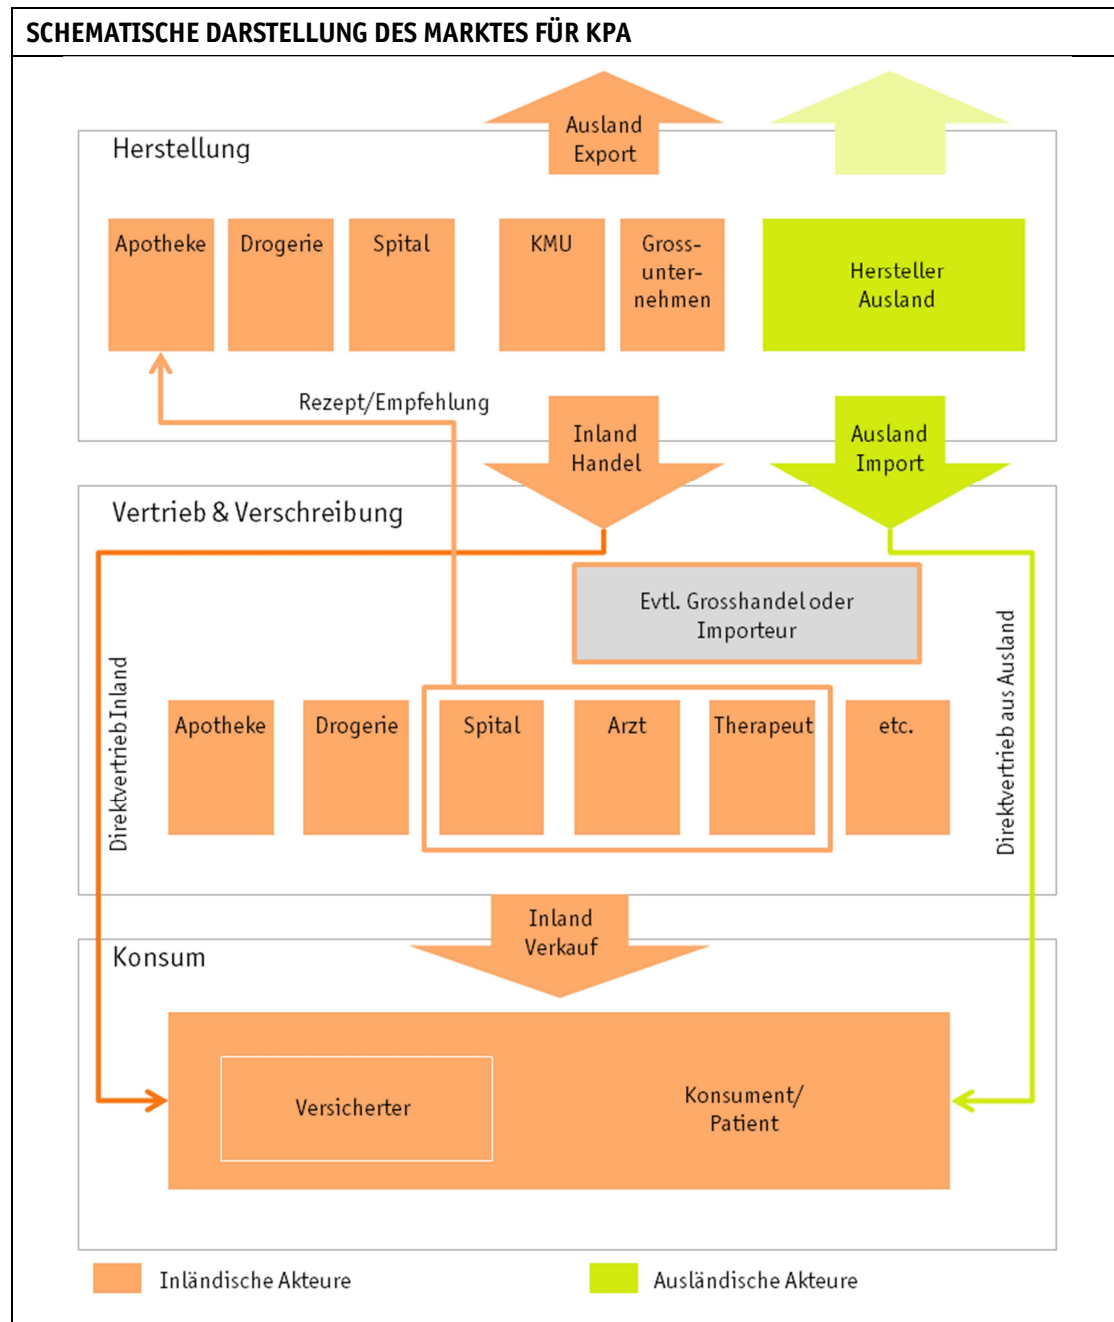 SCHEMATISCHE DARSTELLUNG DES MARKTES FÜR KPA
Ausland
Export
Herstellung
Apotheke
Drogerie
Spital
KMU
Gross-
unter-
nehmen
Hersteller
Ausland
Rezept/Empfehlung
Inland
Handel
Ausland
Import
Vertrieb & Verschreibung
Evtl. Grosshandel oder
Importeur
Direktvertrieb Inland
Direktvertrieb aus Ausland
Apotheke
Drogerie
Spital
Arzt
Therapeut
etc.
Inland
Verkauf
Konsum
Versicherter
Konsument/
Patient
Inländische Akteure
Ausländische Akteure